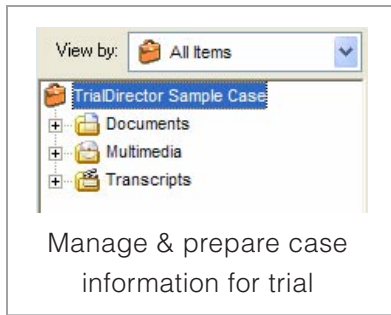 View by: All Items
TrialDirector Sample Case
Documents
Multimedia
Transcripts
Manage & prepare case
information for trial